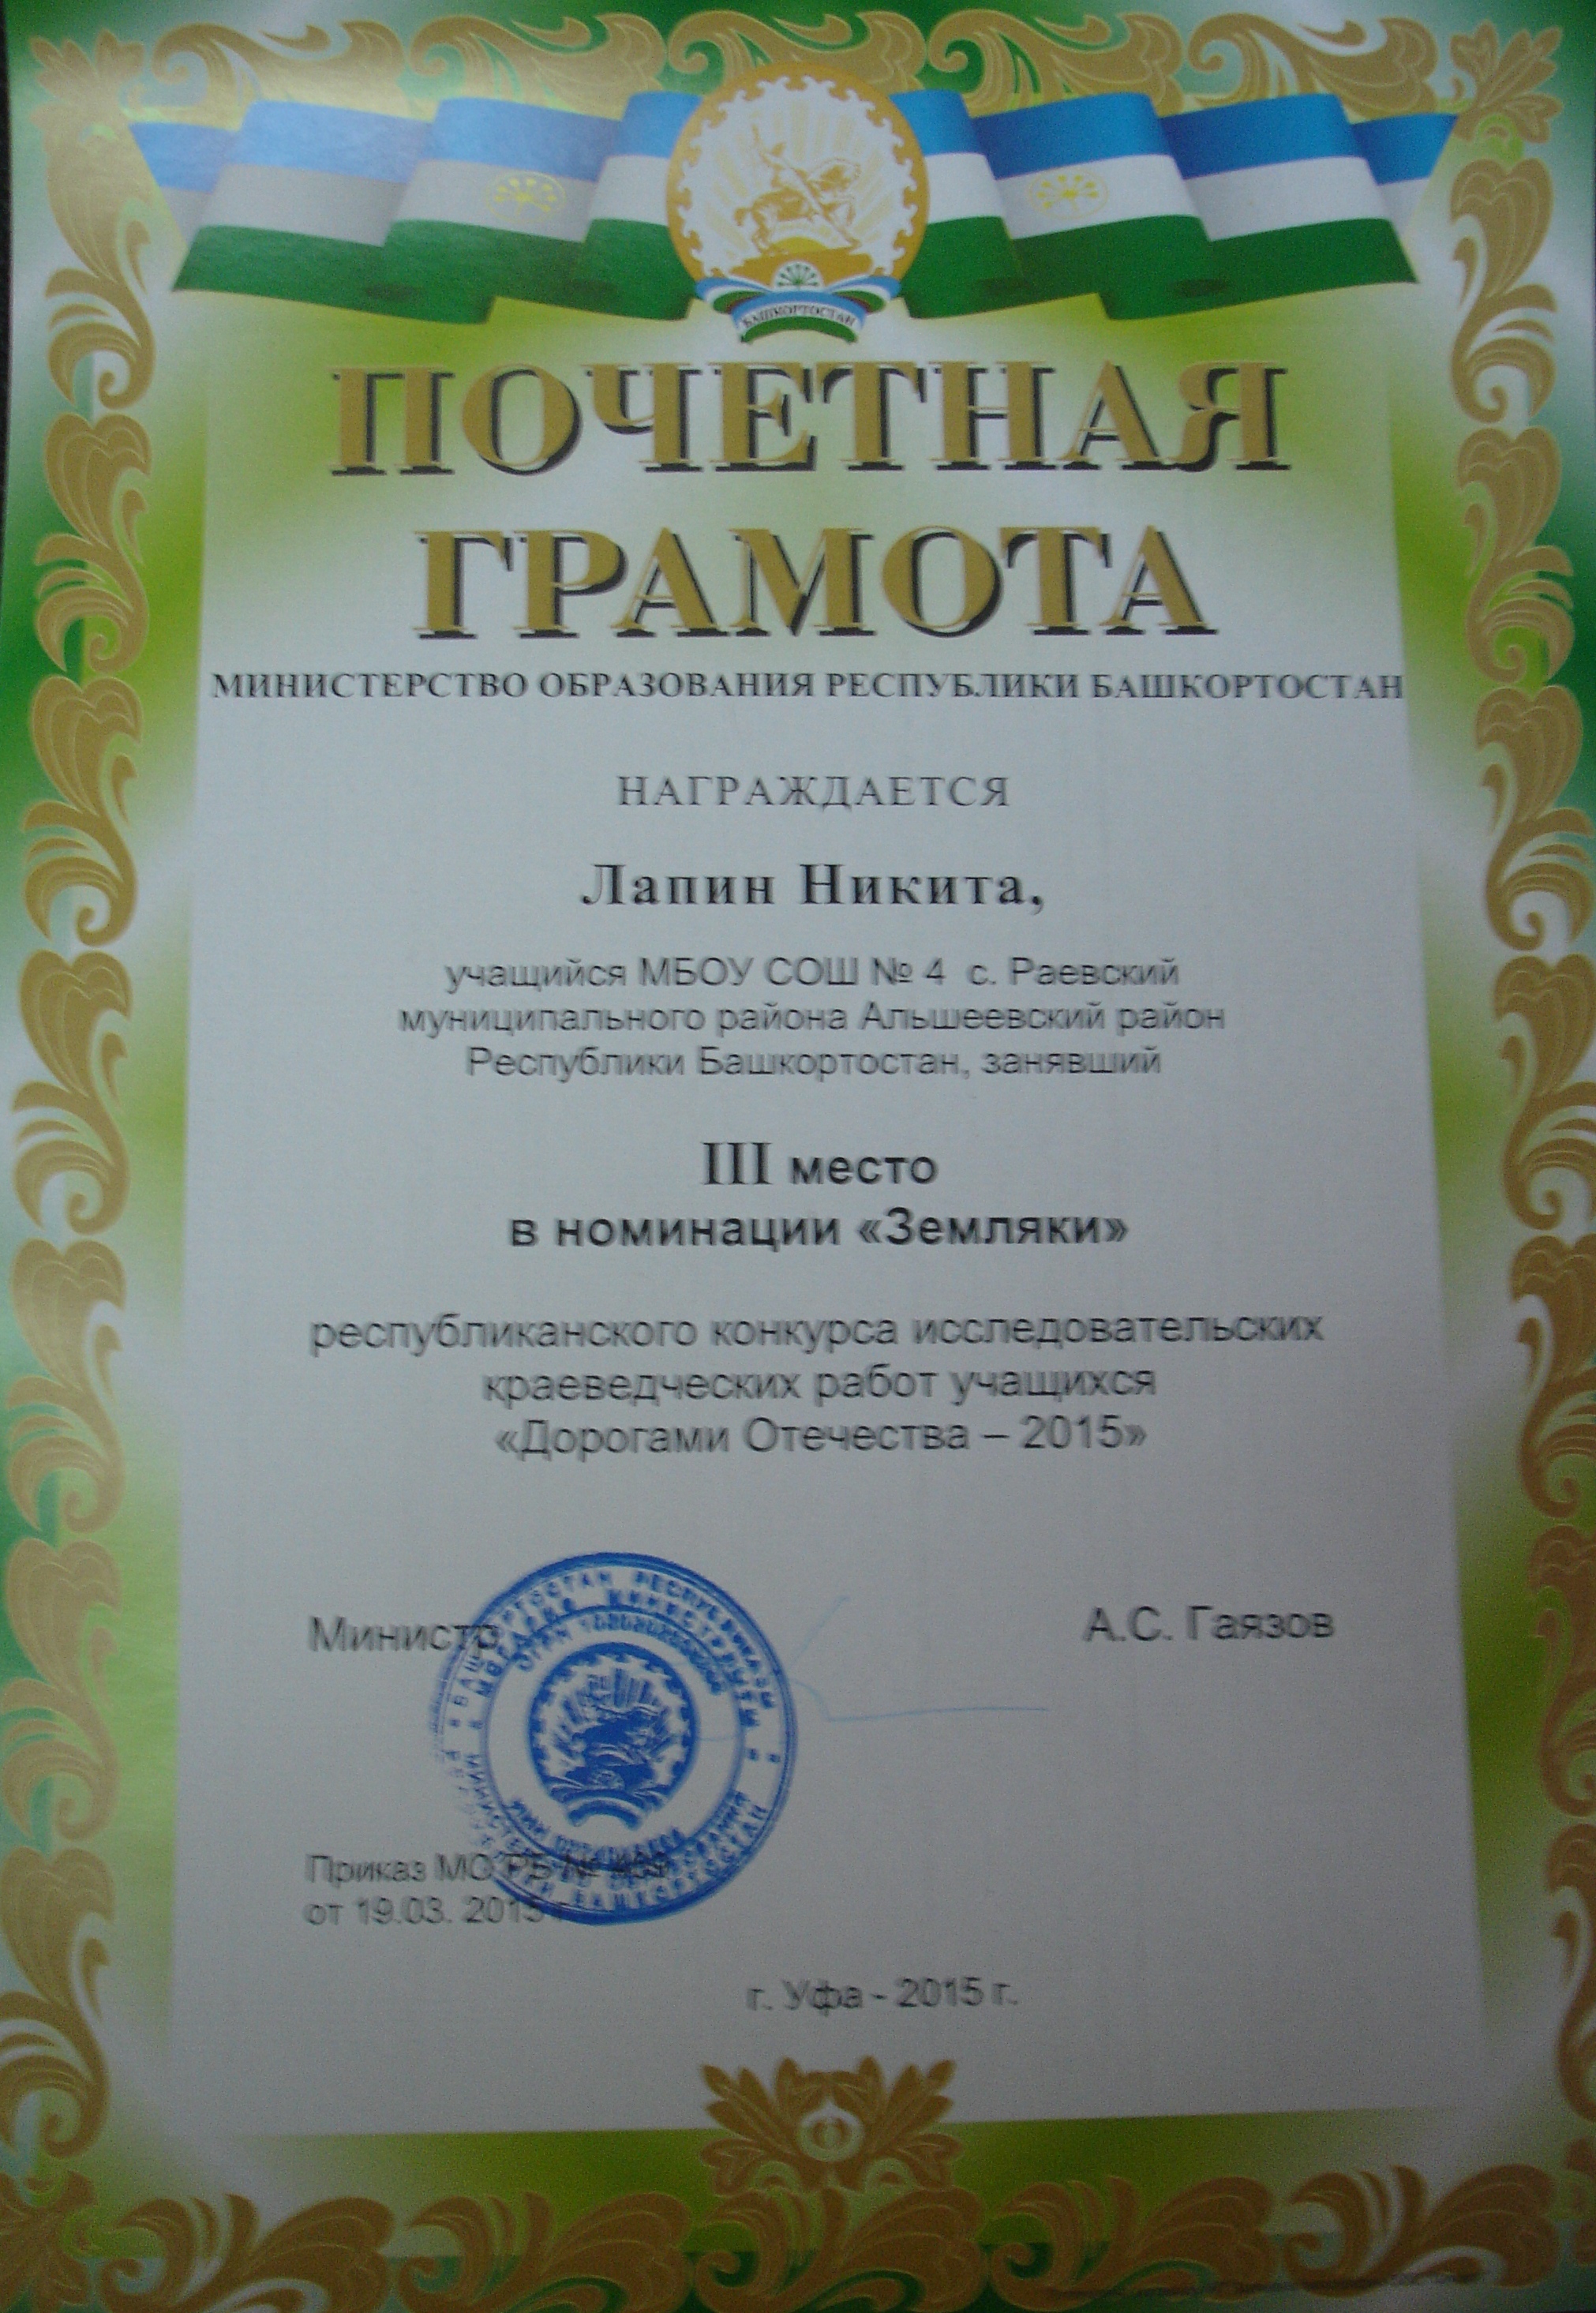 БАШКОРТОСТАН
ПОЧЕТНАЯ
ГРАМОТА
МИНИСТЕРСТВО ОБРАЗОВАНИЯ РЕСПУБЛИКИ БАШКОРТОСТАН
НАГРАЖДАЕТСЯ
Лапин Никита,
учащийся МБОУ СОШ № 4 с. Раевский
муниципального района Альшеевский район
Республики Башкортостан, занявший
III место
в номинации «Земляки»
республиканского конкурса исследовательских
краеведческих работ учащихся
«Дорогами Отечества – 2015»
Министр
А.С. Гаязов
Приказ МО РБ №
от 19.03. 2015 г
г. Уфа - 2015 г.